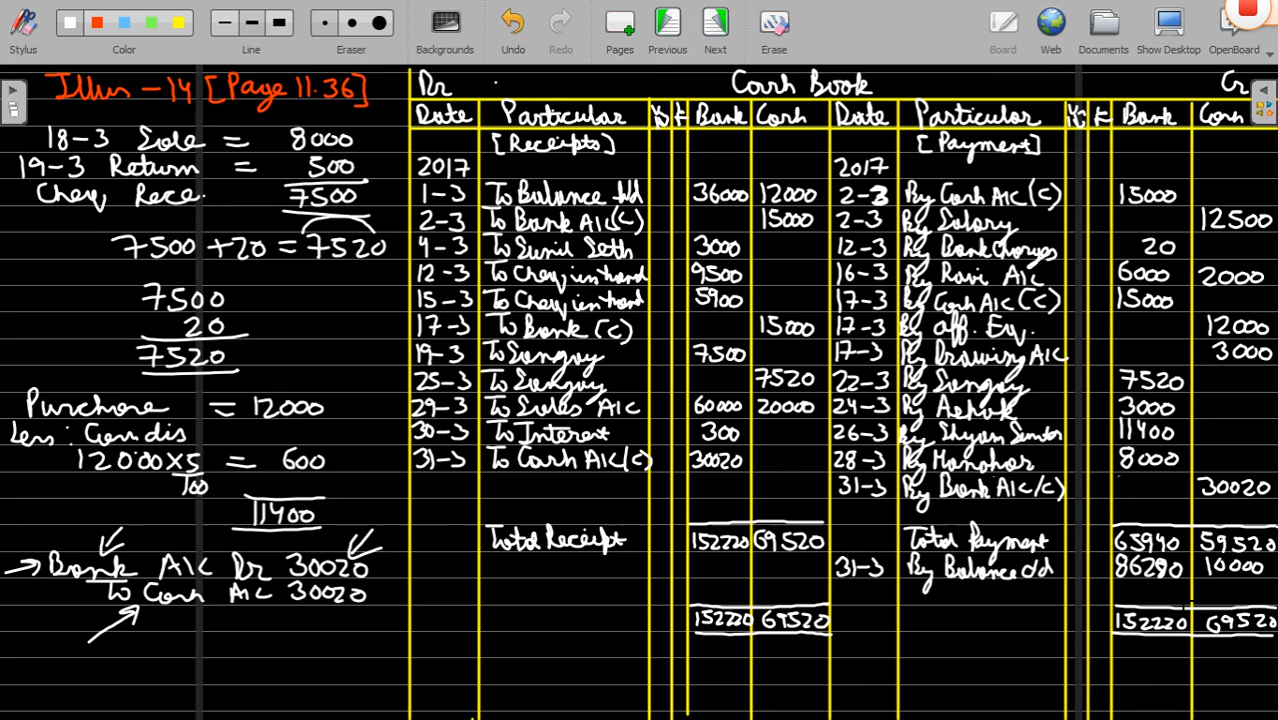 Stylus Color Line Eraser Backgrounds Undo Redo Pages Previous Next Erase Board Web Documents Show Desktop OpenBoard
Illus - 14 [Page 11.36]
18-3 Sale = 8000
19-3 Return = 500
Cheq Rece. 7500
7500 + 20 = 7520
7500
20
7520
Purchase = 12000
Less: Can dis
12000 X 5 = 600
100
11400
Bank A/C Dr 30020
To Cash A/C 30020
Dr Cash Book Cr
Date Particular Bank Cash Date Particular Bank Cash
[Receipts] [Payment]
2017 2017
1-3 To Balance b/d 36000 12000 2-3 By Cash A/C (C) 15000
2-3 To Bank A/C (C) 15000 2-3 By Salary 12500
4-3 To Sunil Seth 3000 12-3 By Bank Charges 20
12-3 To Cheq in hand 9500 16-3 By Ravi A/C 6000 2000
15-3 To Cheq in hand 5900 17-3 By Cash A/C (C) 15000
17-3 To Bank (C) 15000 17-3 By off. Eq. 12000
19-3 To Sanjay 7500 17-3 By Drawing A/C 3000
25-3 To Sanjay 7520 22-3 By Sanjay 7520
29-3 To Sales A/C 60000 20000 24-3 By Ashok 3000
30-3 To Interest 300 26-3 By Shyam 11400
31-3 To Cash A/C (C) 30020 28-3 By Manohar 8000
31-3 By Bank A/C (C) 30020
Total Receipt 152220 69520 Total Payment 65940 59520
31-3 By Balance c/d 86280 10000
152220 69520 152220 69520